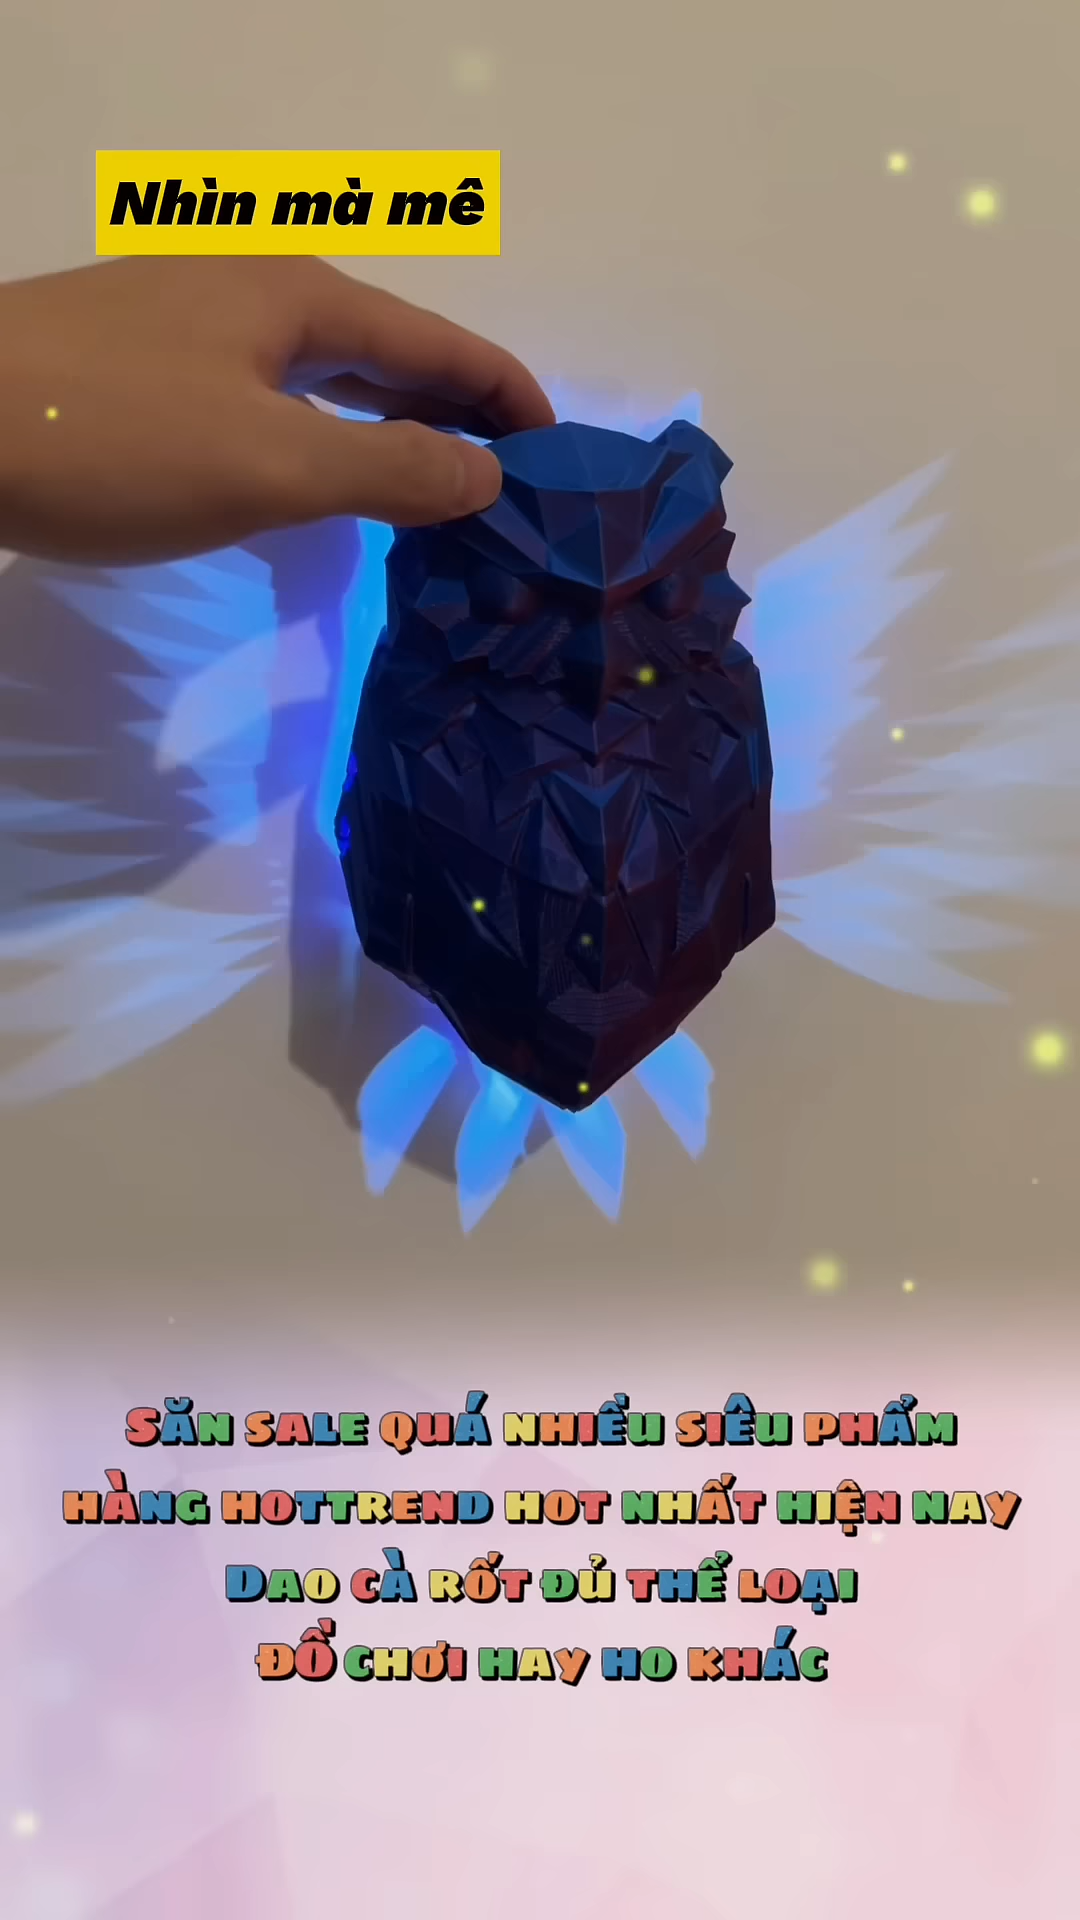 Nhìn mà mê
Săn sale quá nhiều siêu phẩm
hàng hottrend hot nhất hiện nay
Dao cà rốt đủ thể loại
Đồ chơi hay ho khác